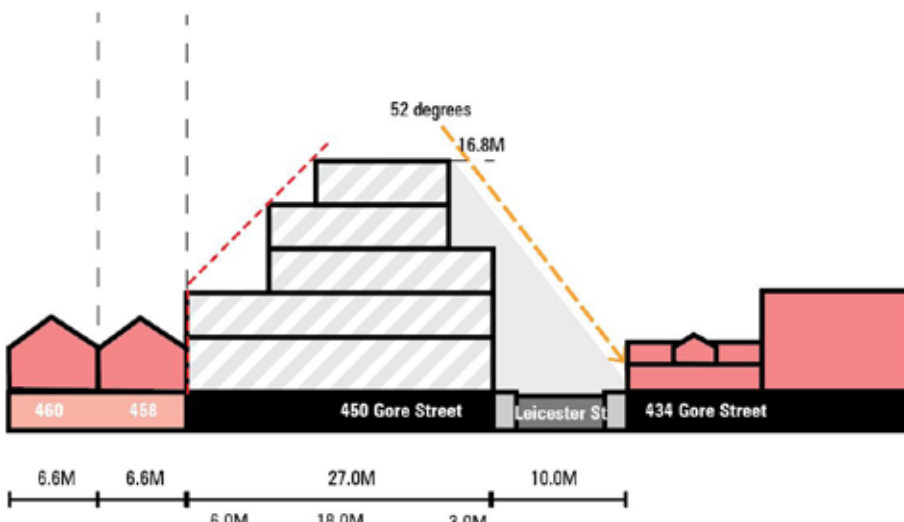 52 degrees
16.8M
460
458
450 Gore Street
Leicester St
434 Gore Street
6.6M
6.6M
27.0M
10.0M
6.0M
18.0M
3.0M